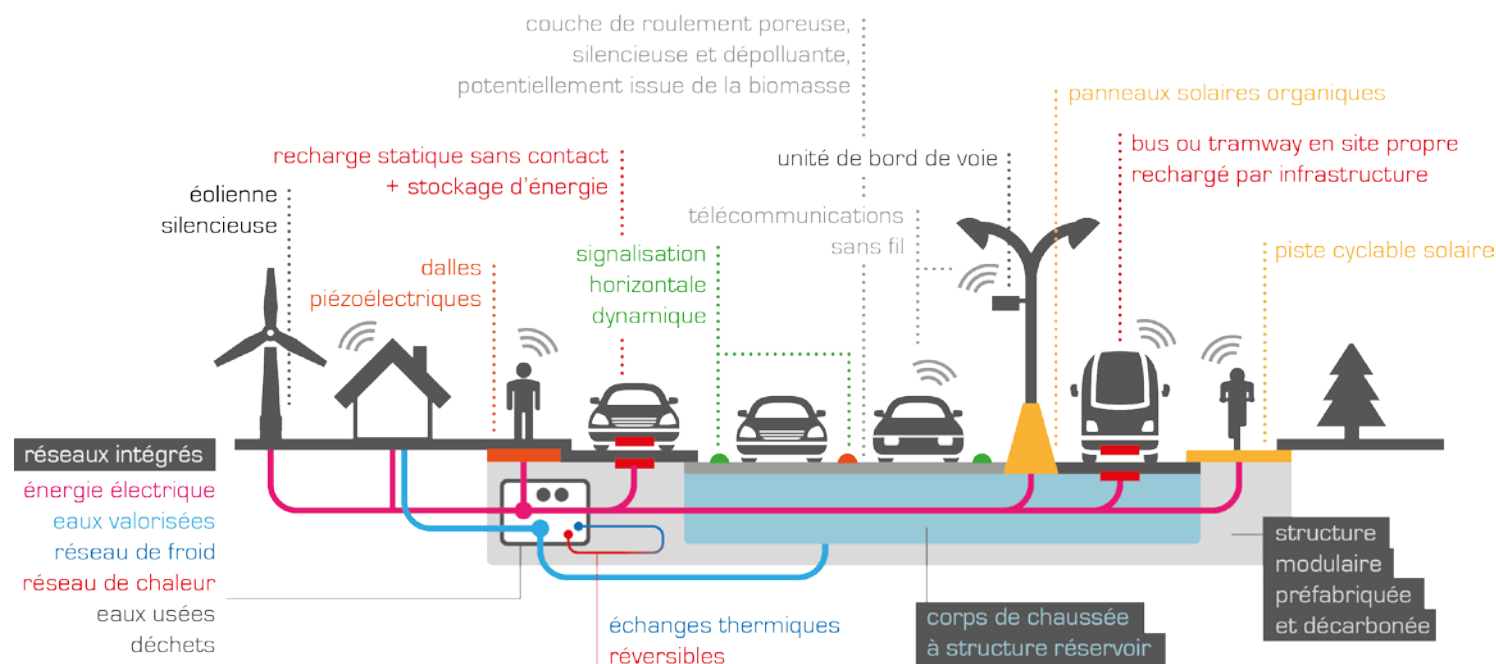 couche de roulement poreuse,
silencieuse et dépolluante,
potentiellement issue de la biomasse
panneaux solaires organiques
recharge statique sans contact
+ stockage d'énergie
unité de bord de voie
bus ou tramway en site propre
rechargé par infrastructure
éolienne
silencieuse
télécommunications
sans fil
signalisation
horizontale
dynamique
piste cyclable solaire
dalles
piézoélectriques
réseaux intégrés
énergie électrique
eaux valorisées
réseau de froid
réseau de chaleur
eaux usées
déchets
échanges thermiques
réversibles
corps de chaussée
à structure réservoir
structure
modulaire
préfabriquée
et décarbonée